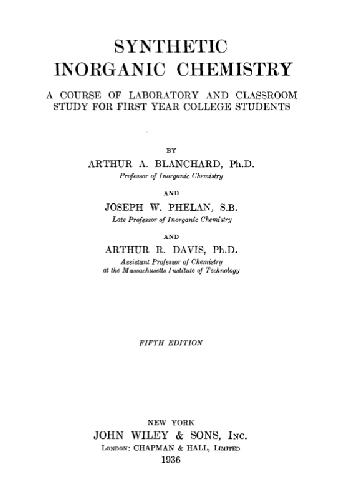 SYNTHETIC
INORGANIC CHEMISTRY
A COURSE OF LABORATORY AND CLASSROOM
STUDY FOR FIRST YEAR COLLEGE STUDENTS
BY
ARTHUR A. BLANCHARD, Ph.D.
Professor of Inorganic Chemistry
AND
JOSEPH W. PHELAN, S.B.
Late Professor of Inorganic Chemistry
AND
ARTHUR R. DAVIS, Ph.D.
Assistant Professor of Chemistry
at the Massachusetts Institute of Technology
FIFTH EDITION
NEW YORK
JOHN WILEY & SONS, Inc.
London: CHAPMAN & HALL, Limited
1936